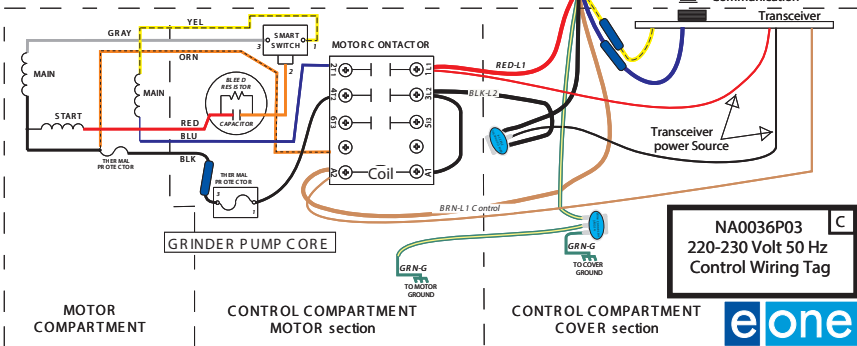 Communication
Transceiver
YEL
GRAY
SMART
SWITCH
3
1
2
MOTOR CONTACTOR
ORN
MAIN
BLEED
RESISTOR
CAPACITOR
MAIN
START
RED
BLU
BLK
THERMAL
PROTECTOR
THERMAL
PROTECTOR
3
1
2T1
1L1
4T2
3L2
6T3
5l3
A2
Coil
A1
RED-L1
BLK-L2
Transceiver
power Source
BRN-L1 Control
GRINDER PUMP CORE
GRN-G
TO MOTOR
GROUND
GRN-G
TO COVER
GROUND
C
NA0036P03
220-230 Volt 50 Hz
Control Wiring Tag
MOTOR
COMPARTMENT
CONTROL COMPARTMENT
MOTOR section
CONTROL COMPARTMENT
COVER section
eone